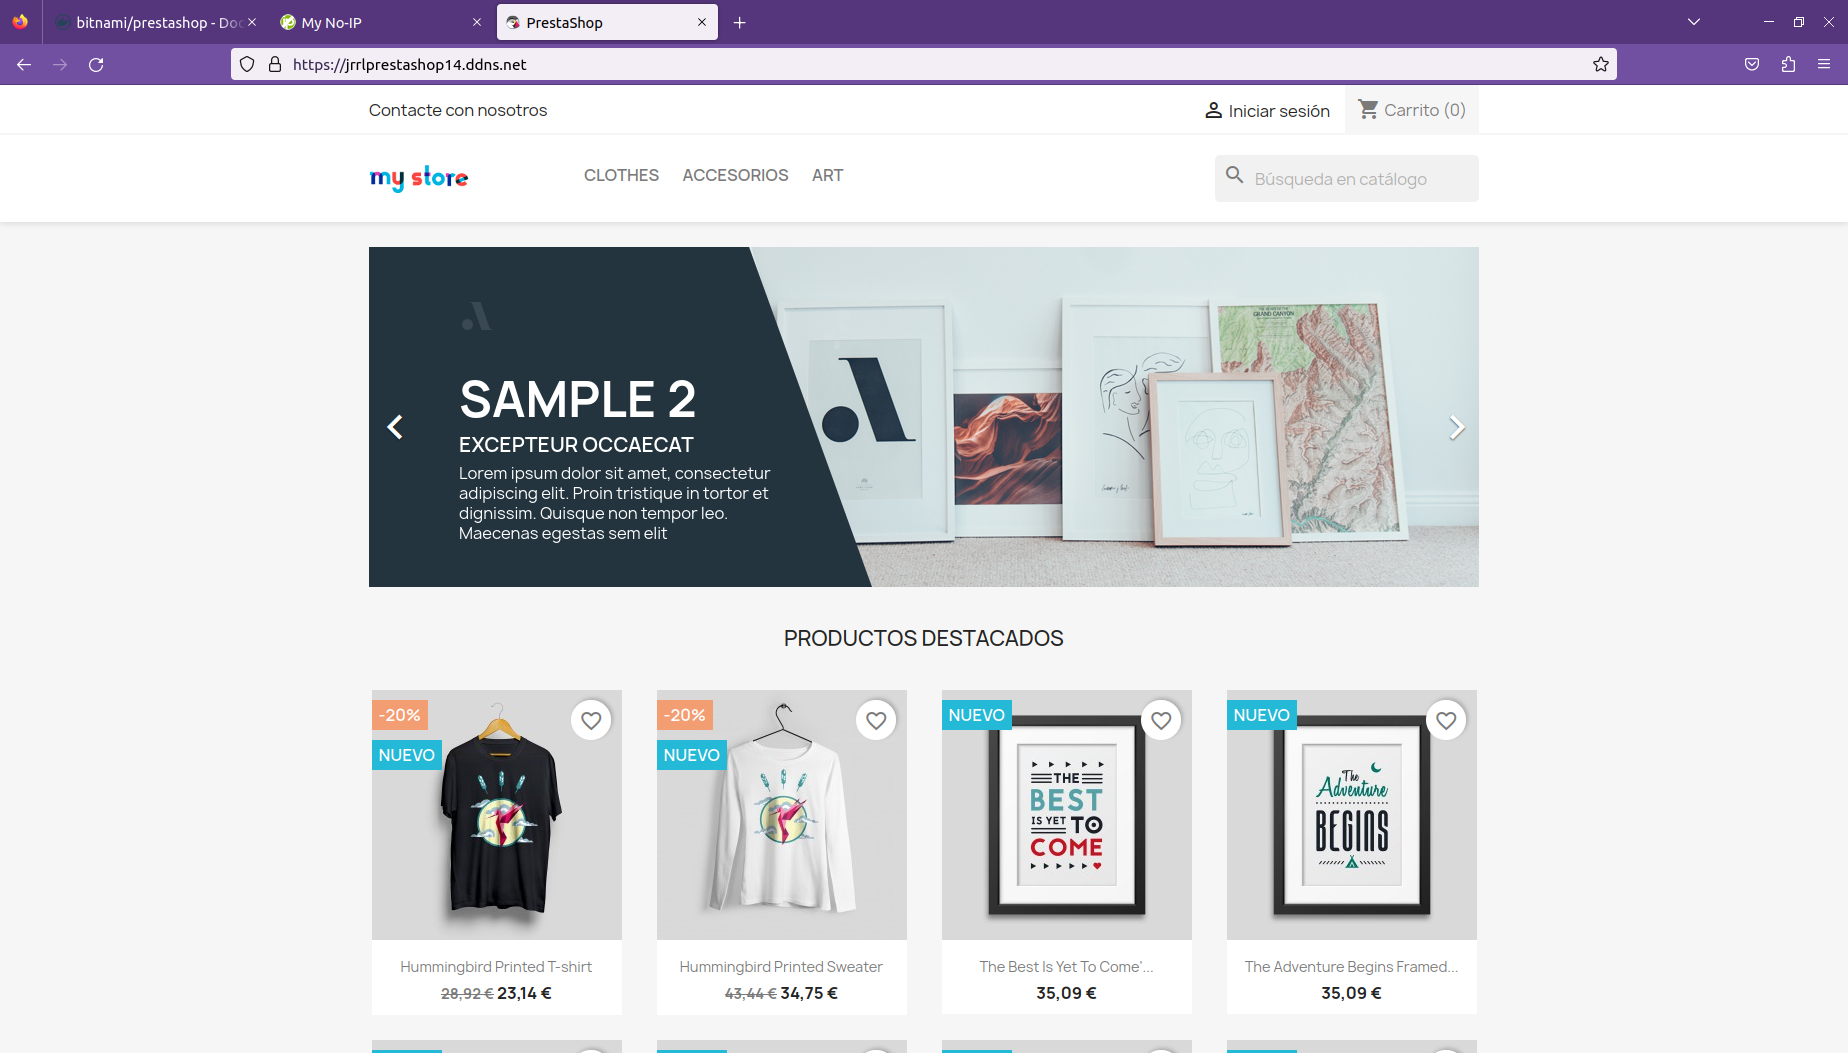 bitnami/prestashop - Doc
My No-IP
PrestaShop
https://jrrlprestashop14.ddns.net
Contacte con nosotros
Iniciar sesión
Carrito (0)
my store
CLOTHES
ACCESORIOS
ART
Búsqueda en catálogo
SAMPLE 2
EXCEPTEUR OCCAECAT
Lorem ipsum dolor sit amet, consectetur
adipiscing elit. Proin tristique in tortor et
dignissim. Quisque non tempor leo.
Maecenas egestas sem elit
GRAND CANYON
PRODUCTOS DESTACADOS
-20%
NUEVO
-20%
NUEVO
NUEVO
THE
BEST
IS YET TO
COME
NUEVO
The
Adventure
BEGINS
Hummingbird Printed T-shirt
28,92 € 23,14 €
Hummingbird Printed Sweater
43,44 € 34,75 €
The Best Is Yet To Come'...
35,09 €
The Adventure Begins Framed...
35,09 €